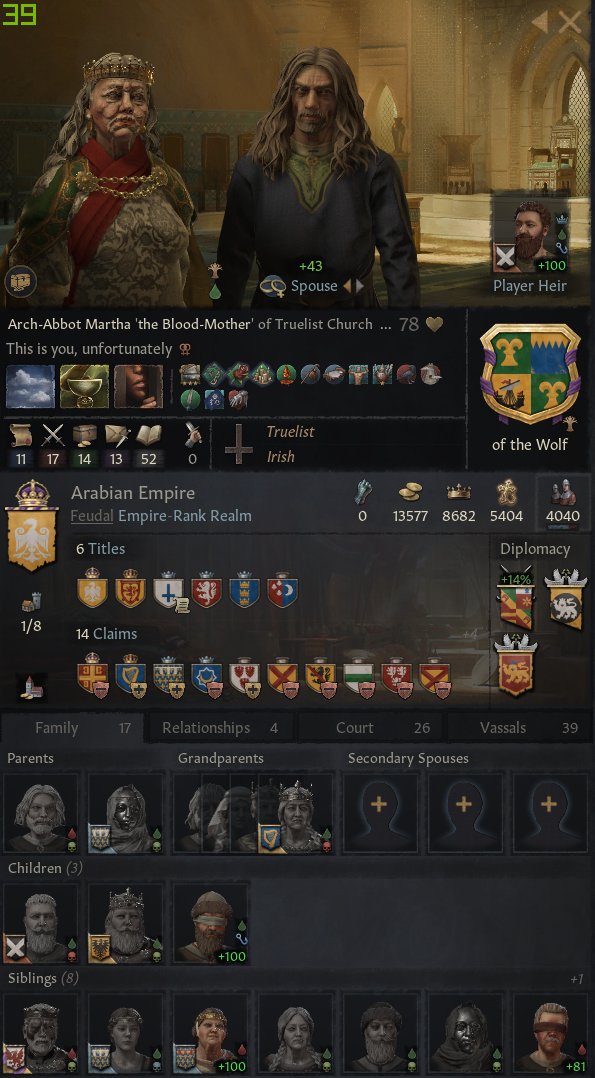 39
+43
Spouse
+100
Player Heir
Arch-Abbot Martha 'the Blood-Mother' of Truelist Church ... 78
This is you, unfortunately
of the Wolf
11 17 14 13 52 0
Truelist
Irish
Arabian Empire
Feudal Empire-Rank Realm
0 13577 8682 5404 4040
6 Titles
Diplomacy
+14%
1/8
14 Claims
Family 17 Relationships 4 Court 26 Vassals 39
Parents Grandparents Secondary Spouses
Children (3)
+100
Siblings (8) +1
+100 +81